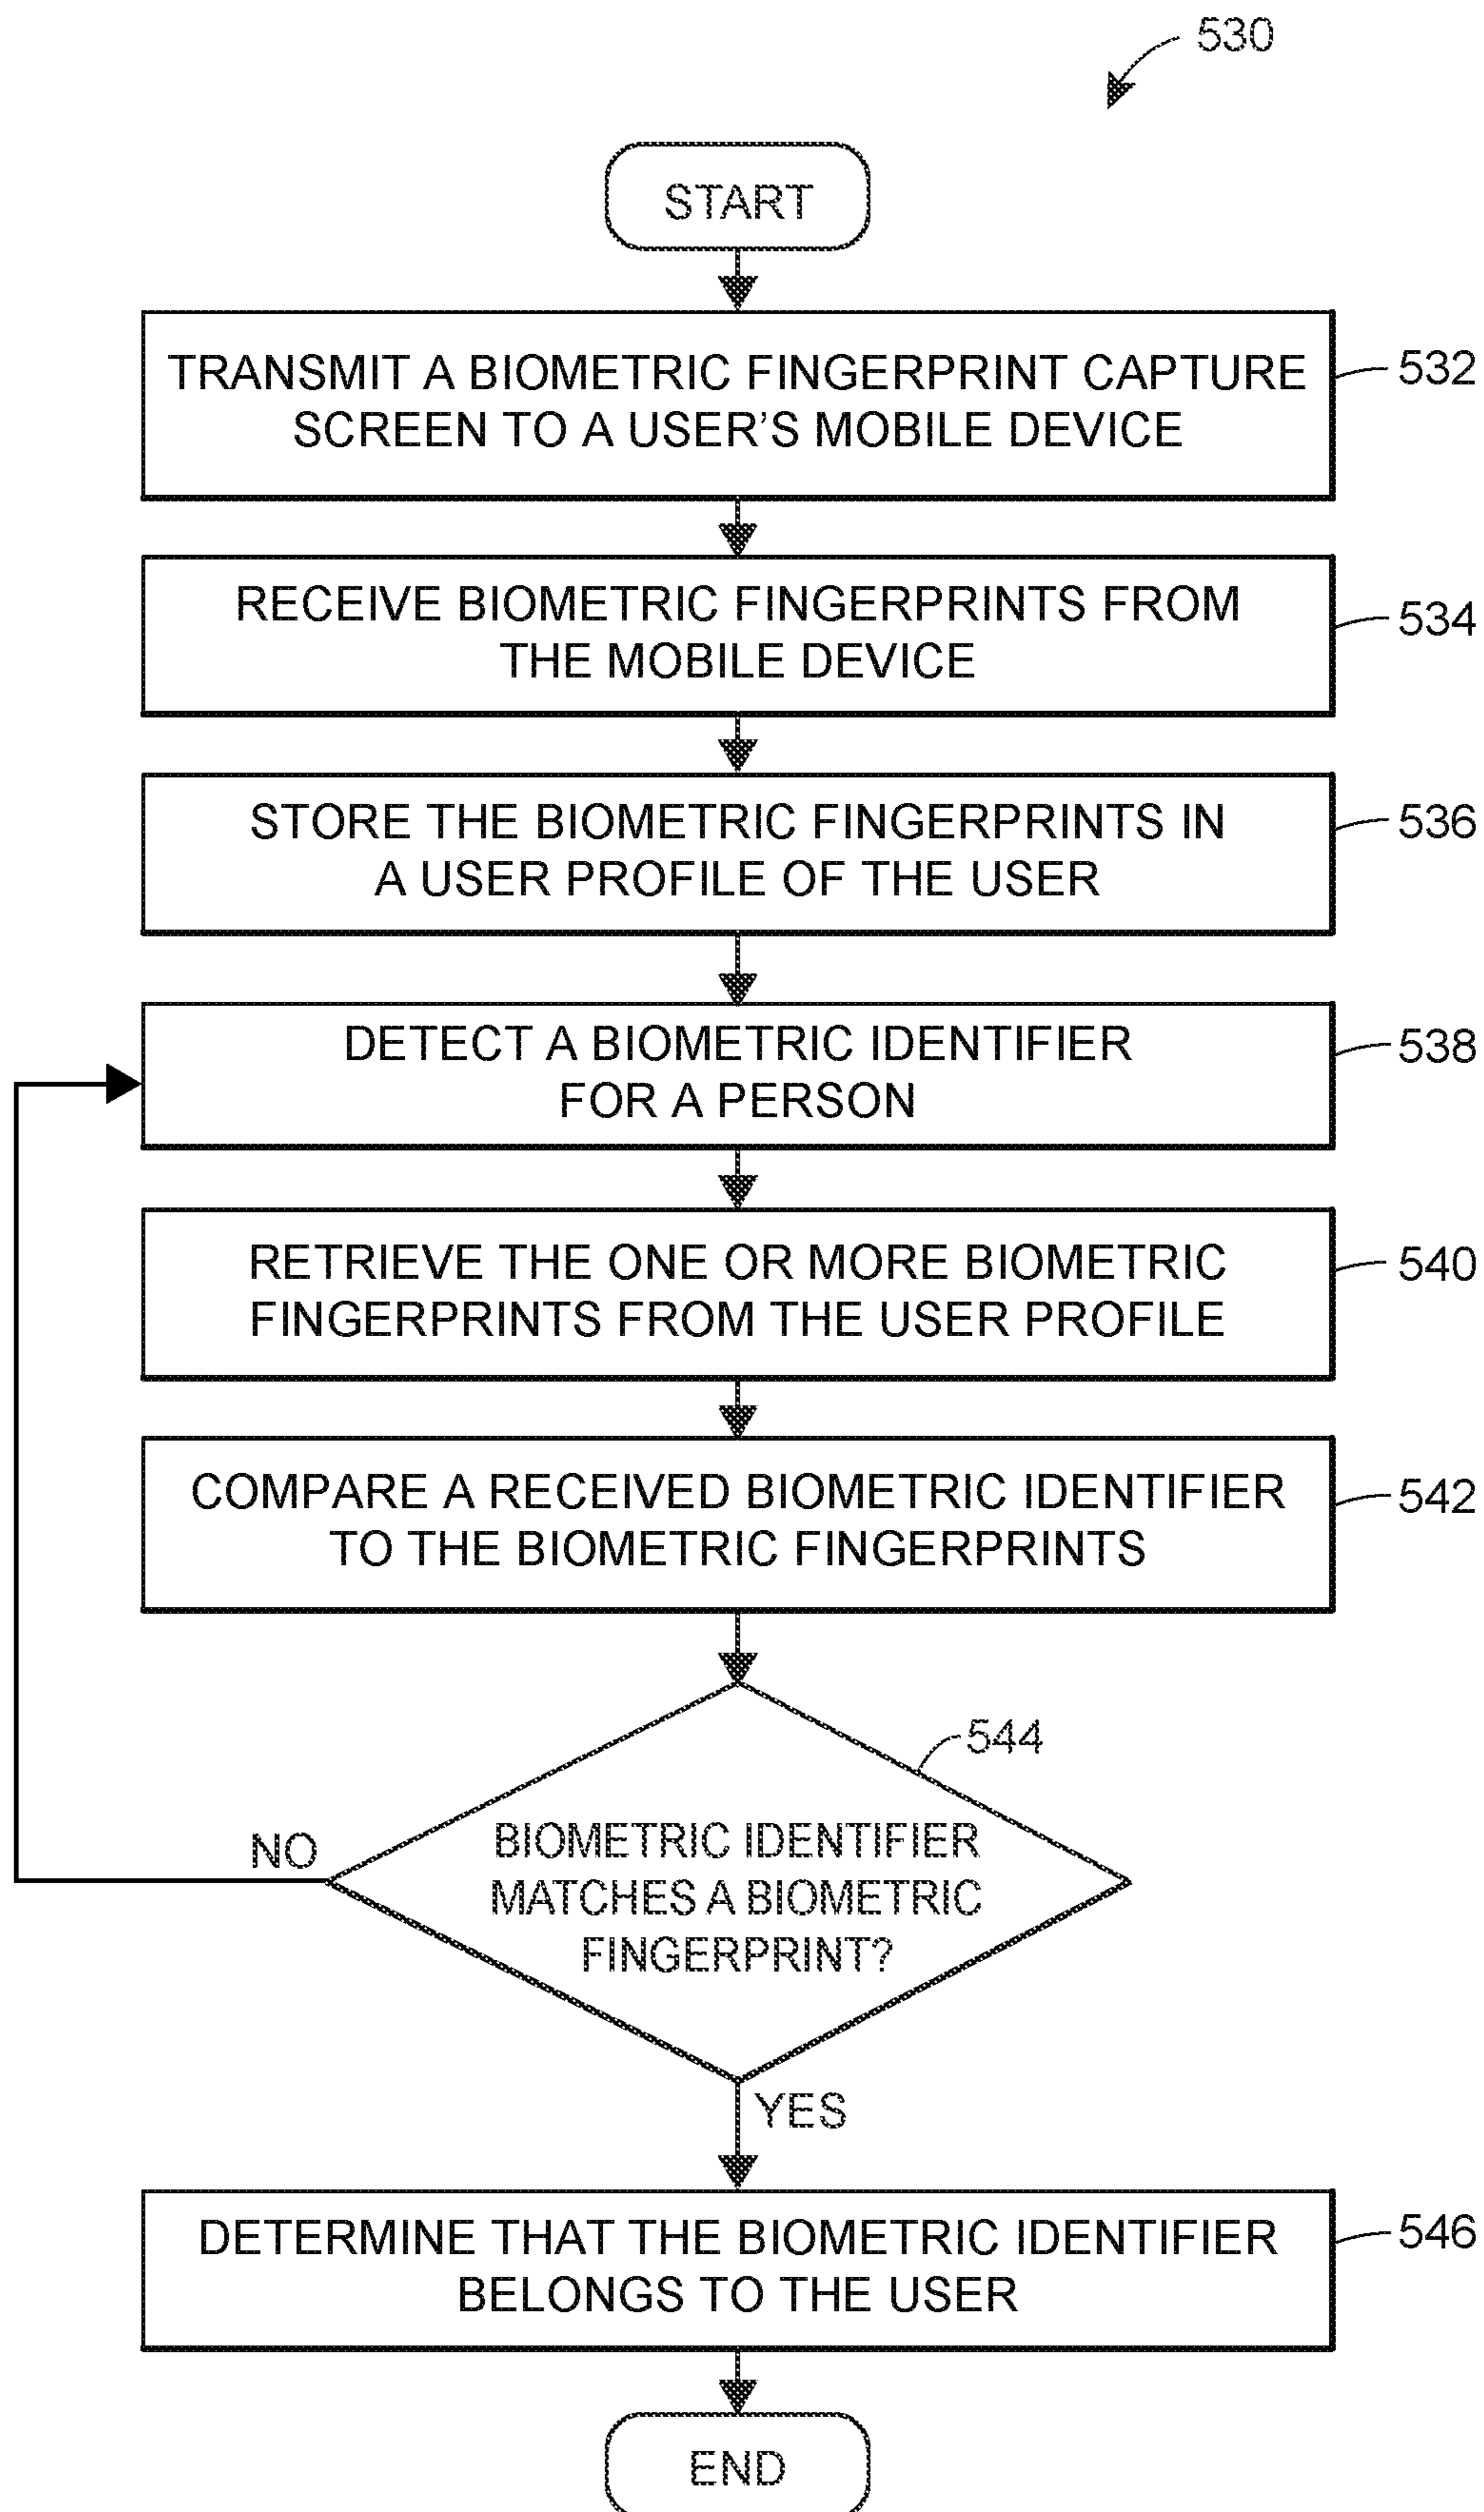 530
START
TRANSMIT A BIOMETRIC FINGERPRINT CAPTURE
SCREEN TO A USER'S MOBILE DEVICE
532
RECEIVE BIOMETRIC FINGERPRINTS FROM
THE MOBILE DEVICE
534
STORE THE BIOMETRIC FINGERPRINTS IN
A USER PROFILE OF THE USER
536
DETECT A BIOMETRIC IDENTIFIER
FOR A PERSON
538
RETRIEVE THE ONE OR MORE BIOMETRIC
FINGERPRINTS FROM THE USER PROFILE
540
COMPARE A RECEIVED BIOMETRIC IDENTIFIER
TO THE BIOMETRIC FINGERPRINTS
542
544
BIOMETRIC IDENTIFIER
MATCHES A BIOMETRIC
FINGERPRINT?
NO
YES
DETERMINE THAT THE BIOMETRIC IDENTIFIER
BELONGS TO THE USER
546
END